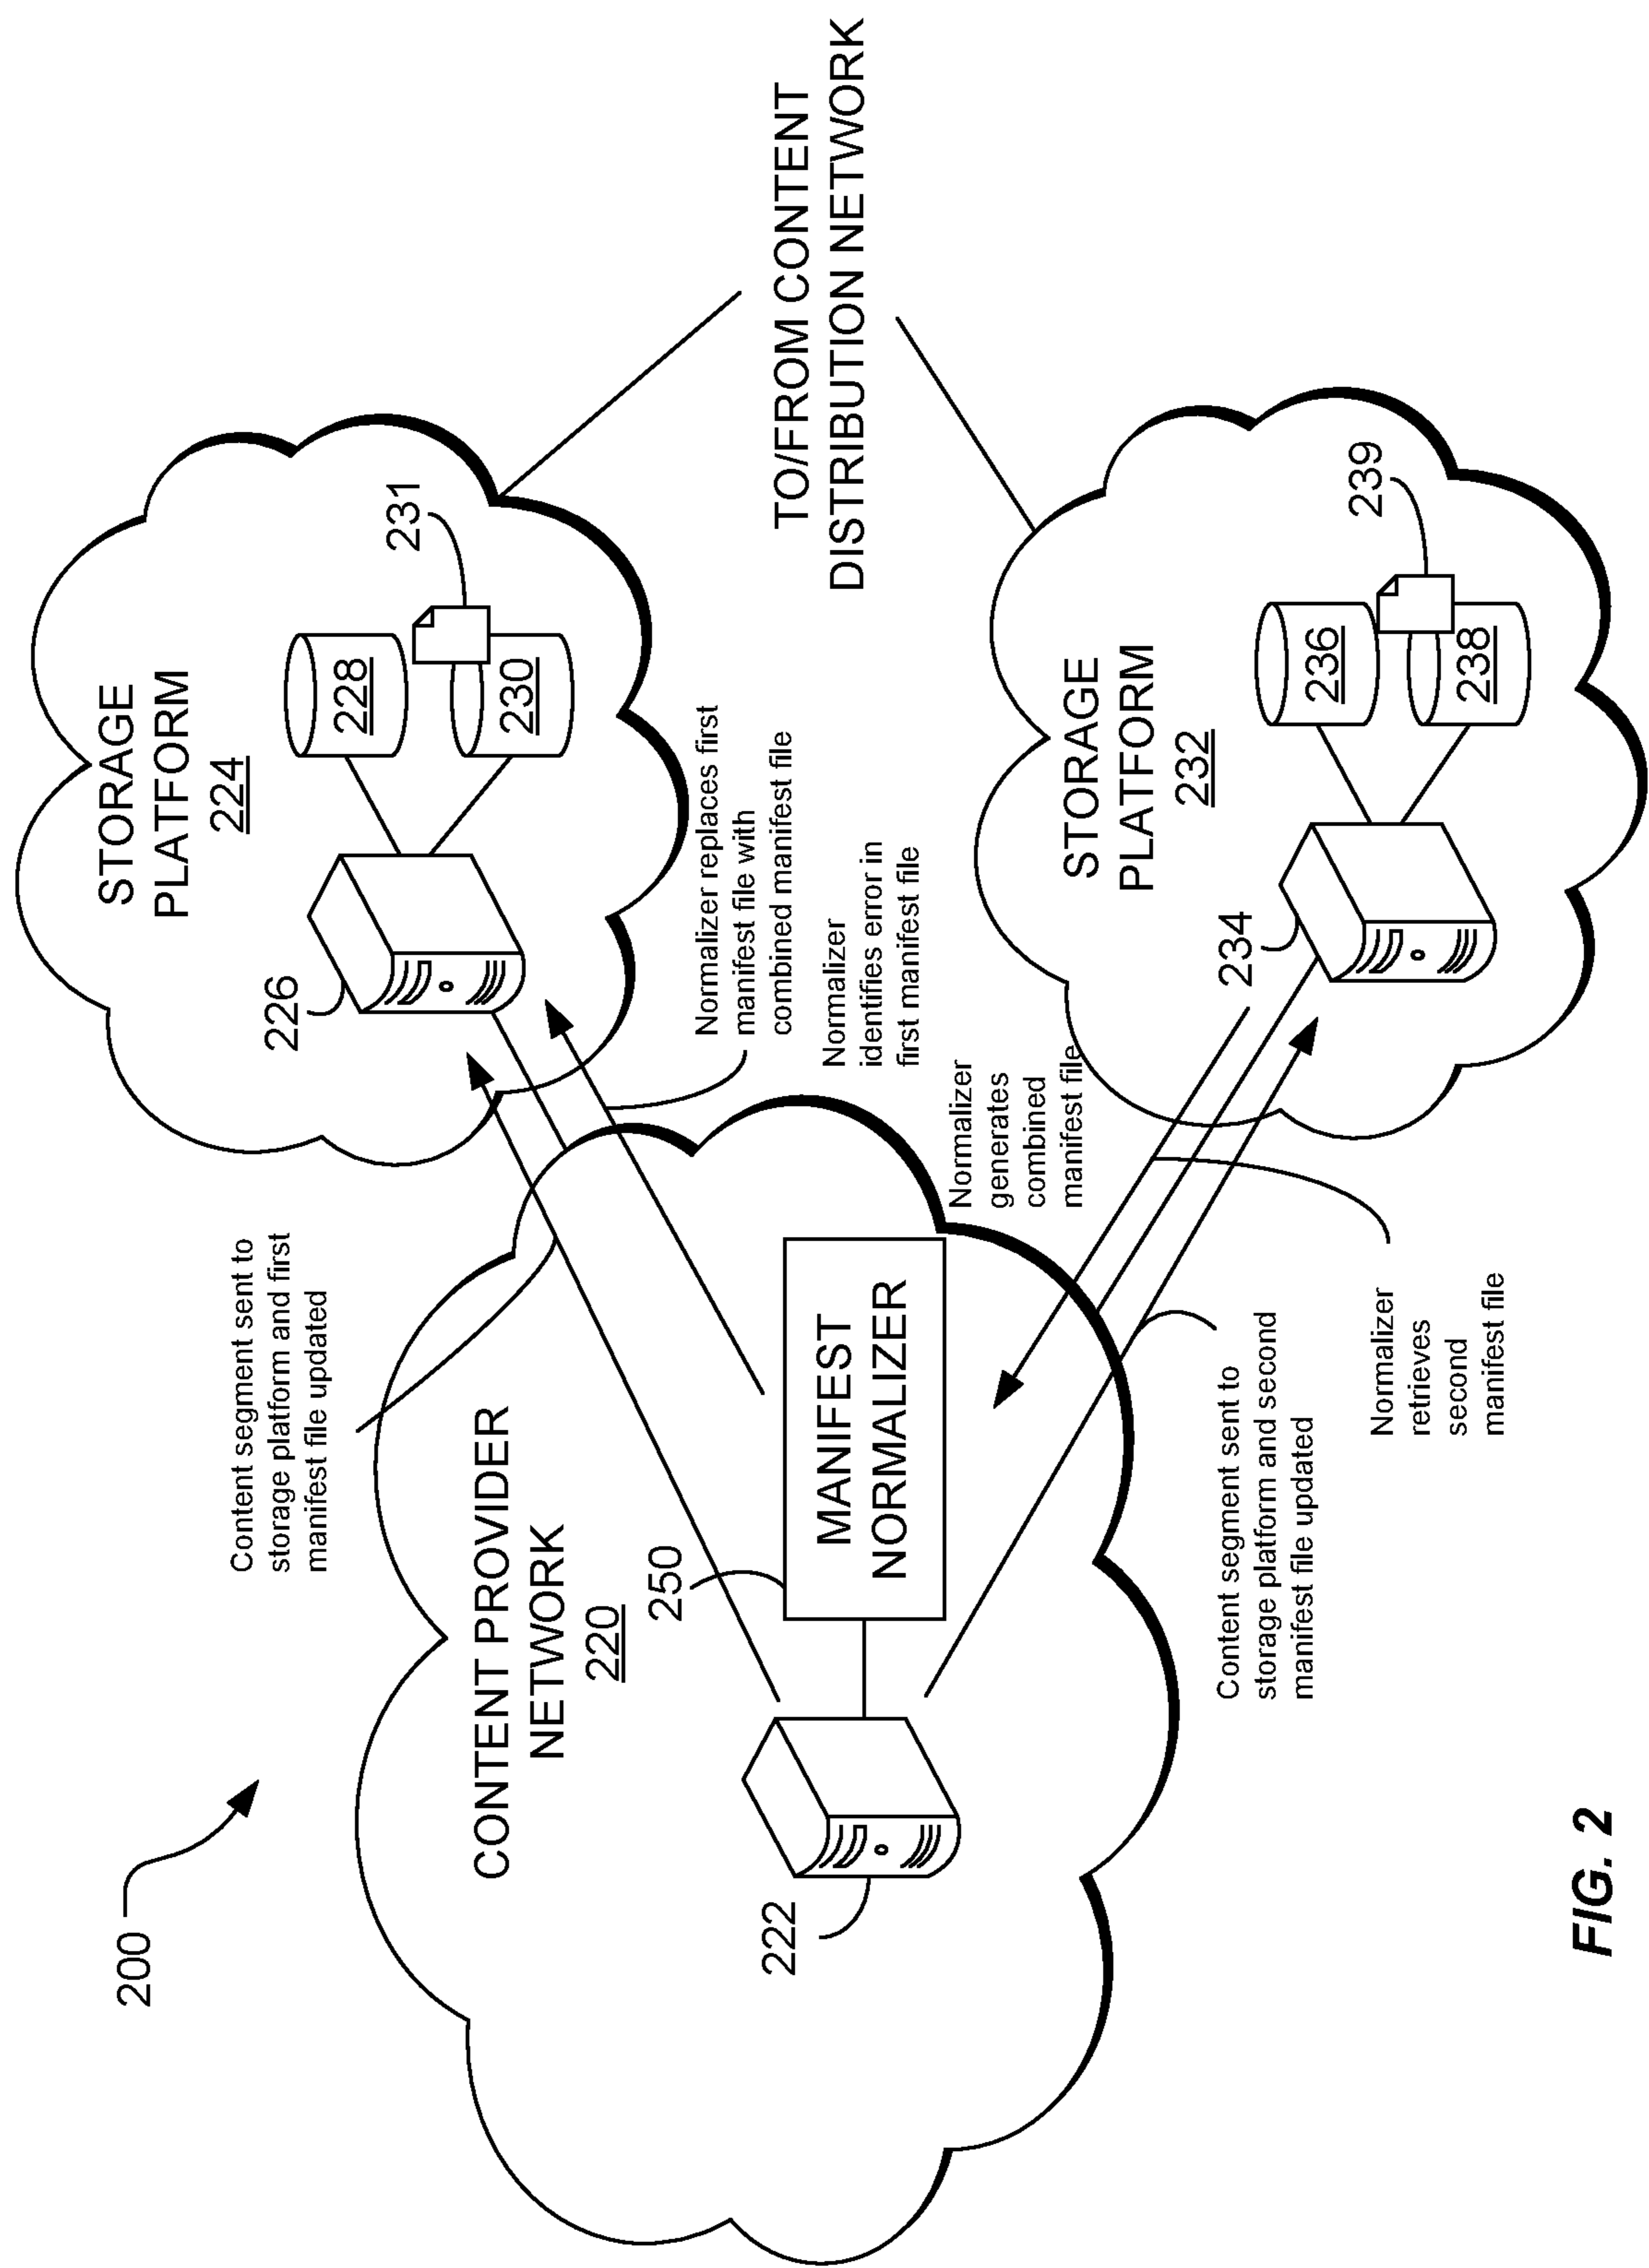 200
CONTENT PROVIDER
NETWORK
220
222
250
MANIFEST
NORMALIZER
Content segment sent to
storage platform and first
manifest file updated
STORAGE
PLATFORM
224
226
228
230
231
Normalizer replaces first
manifest file with
combined manifest file
Normalizer
identifies error in
first manifest file
Normalizer
generates
combined
manifest file
TO/FROM CONTENT
DISTRIBUTION NETWORK
STORAGE
PLATFORM
232
234
236
238
239
Content segment sent to
storage platform and second
manifest file updated
Normalizer
retrieves
second
manifest file
FIG. 2